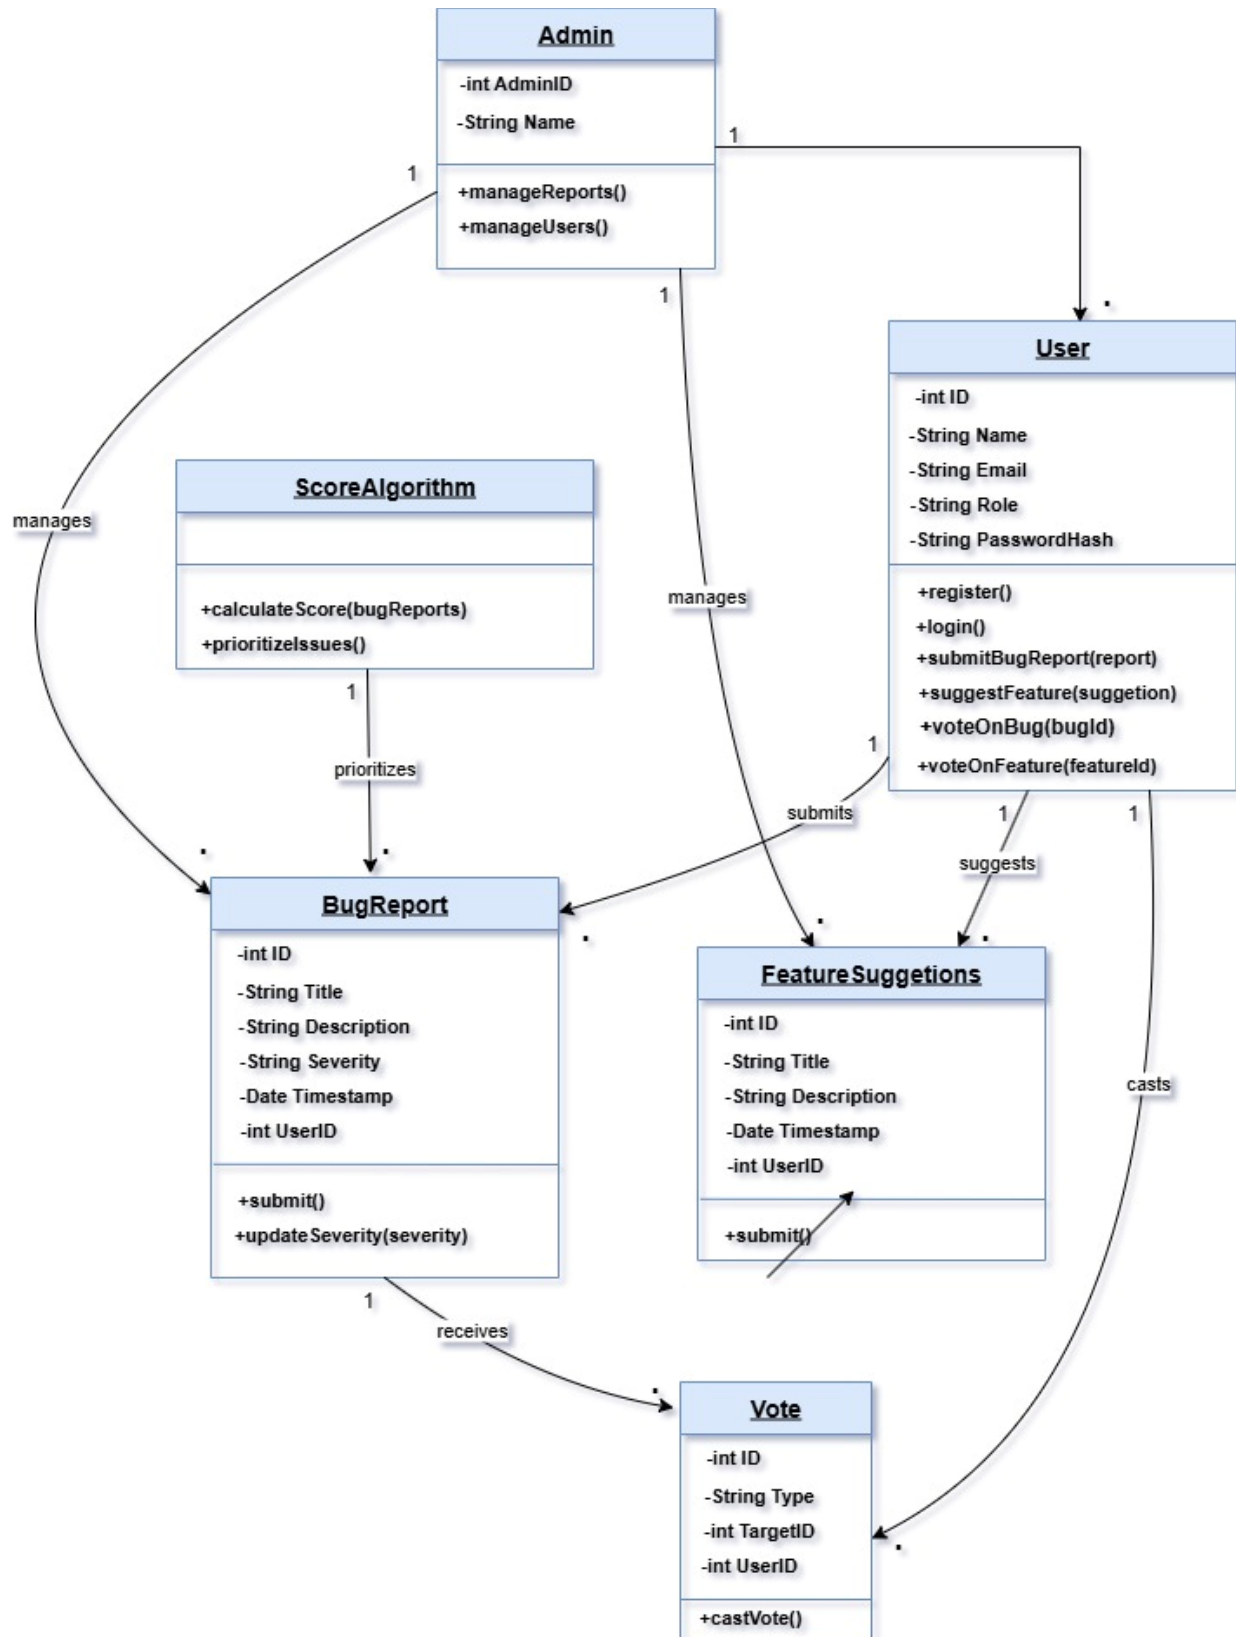 Admin
-int AdminID
-String Name
+manageReports()
+manageUsers()
1
1
1
.
User
-int ID
-String Name
-String Email
-String Role
-String PasswordHash
+register()
+login()
+submitBugReport(report)
+suggestFeature(suggetion)
+voteOnBug(bugId)
+voteOnFeature(featureId)
ScoreAlgorithm
+calculateScore(bugReports)
+prioritizeIssues()
manages
manages
1
prioritizes
1
submits
1
suggests
1
.
.
.
.
.
BugReport
-int ID
-String Title
-String Description
-String Severity
-Date Timestamp
-int UserID
+submit()
+updateSeverity(severity)
FeatureSuggetions
-int ID
-String Title
-String Description
-Date Timestamp
-int UserID
+submit()
casts
1
receives
.
Vote
-int ID
-String Type
-int TargetID
-int UserID
+castVote()
.